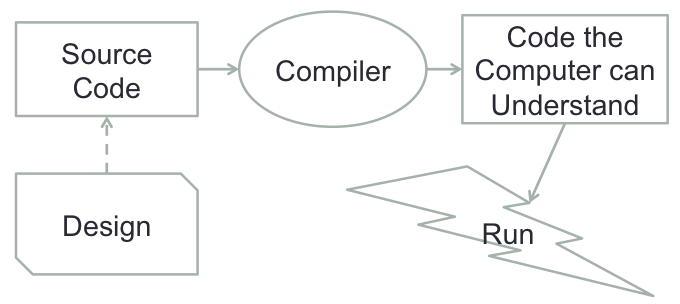 Source
Code
Compiler
Code the
Computer can
Understand
Design
Run